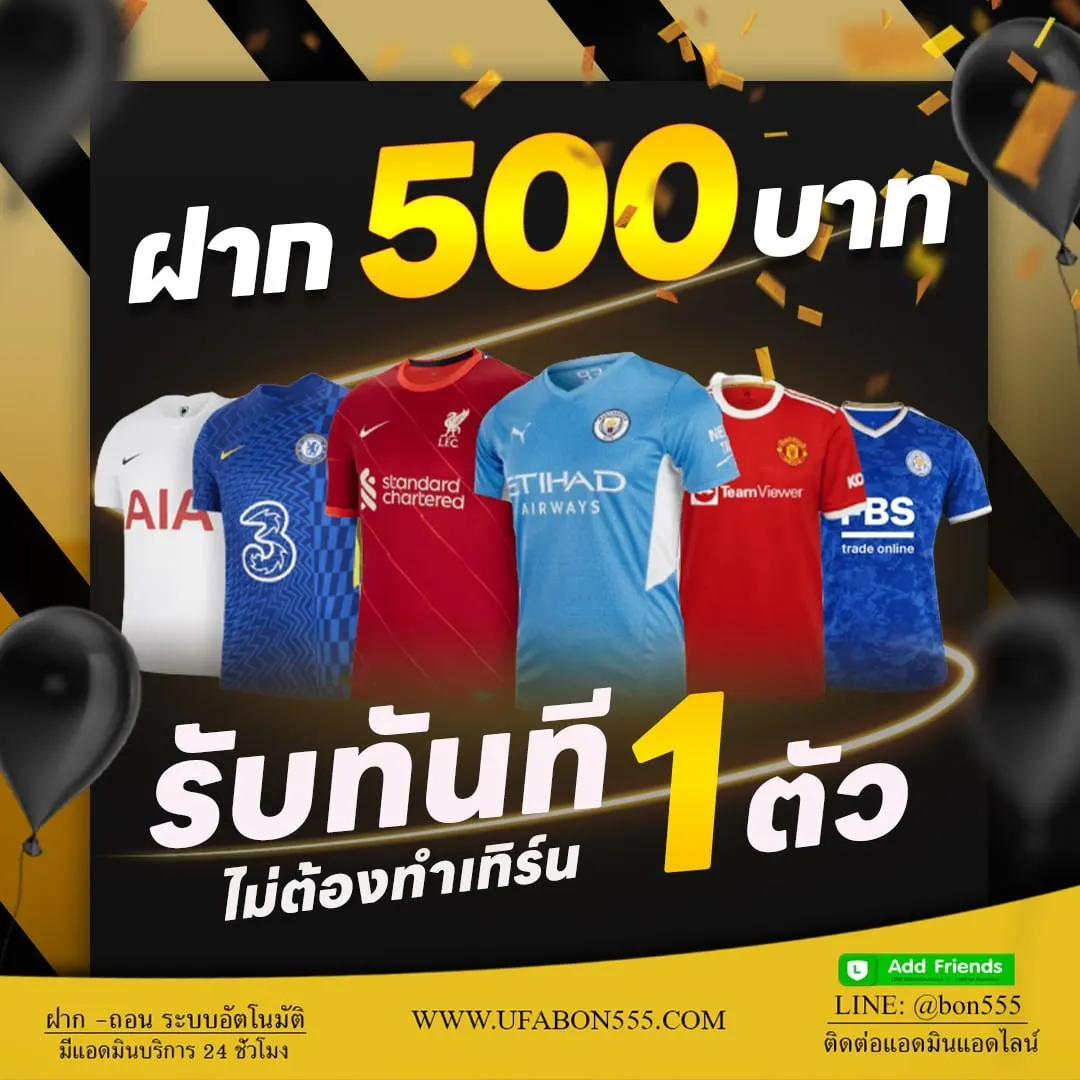 ฝาก 500 บาท
AIA
3
LFC
standard
chartered
ETIHAD
AIRWAYS
TeamViewer
FBS
trade online
รับทันที 1 ตัว
ไม่ต้องทำเทิร์น
Add Friends
ฝาก -ถอน ระบบอัตโนมัติ
มีแอดมินบริการ 24 ชั่วโมง
WWW.UFABON555.COM
LINE: @bon555
ติดต่อแอดมินแอดไลน์